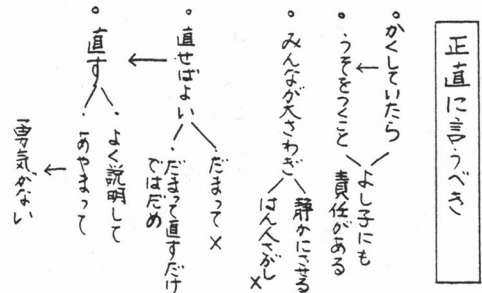 正直に言うべき
かくしていたら
うそをつくこと
よし子にも
責任がある
みんなが大さわぎ
静かにさせる
はん人さがし×
直せばよい
だまって×
だまって直すだけ
ではだめ
直す
よく説明して
あやまって
勇気がない